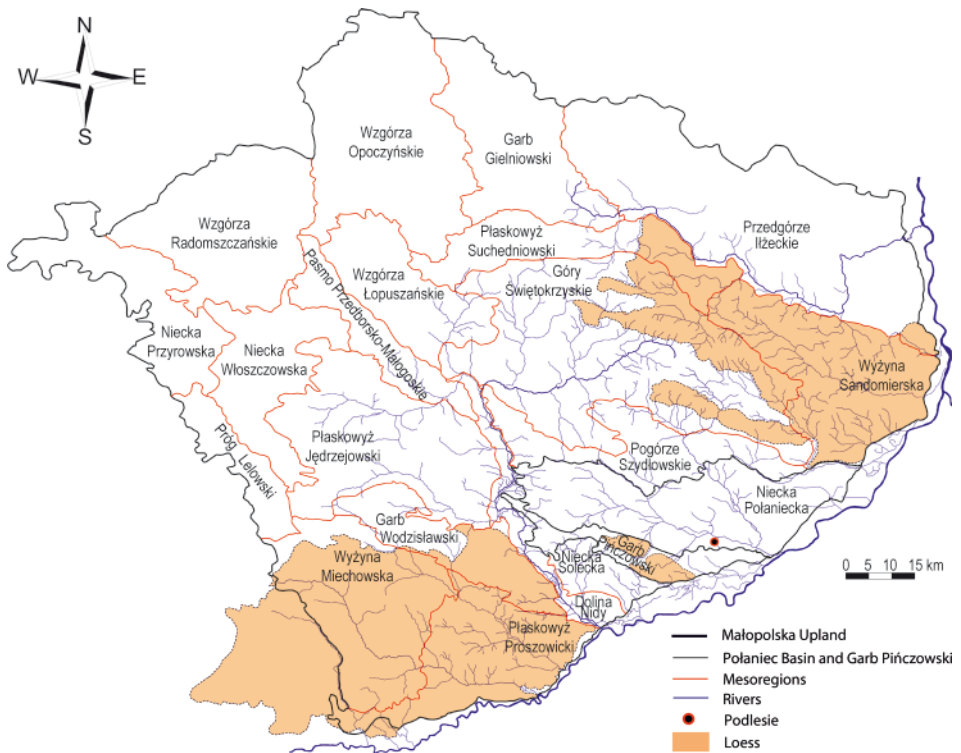 N
W E
S
Wzgórza
Opoczyńskie
Garb
Gielniowski
Wzgórza
Radomszczańskie
Płaskowyż
Suchedniowski
Przedgórze
Iłżeckie
Pasmo Przedborsko-Małogoskie
Wzgórza
Łopuszańskie
Góry
Świętokrzyskie
Niecka
Przyrowska
Niecka
Włoszczowska
Wyżyna
Sandomierska
Próg Lelowski
Płaskowyż
Jędrzejowski
Pogórze
Szydłowskie
Niecka
Połaniecka
Garb
Wodzisławski
Garb
Pińczowski
Niecka
Solecka
Wyżyna
Miechowska
Dolina
Nidy
Płaskowyż
Proszowicki
0 5 10 15 km
Małopolska Upland
Połaniec Basin and Garb Pińczowski
Mesoregions
Rivers
Podlesie
Loess